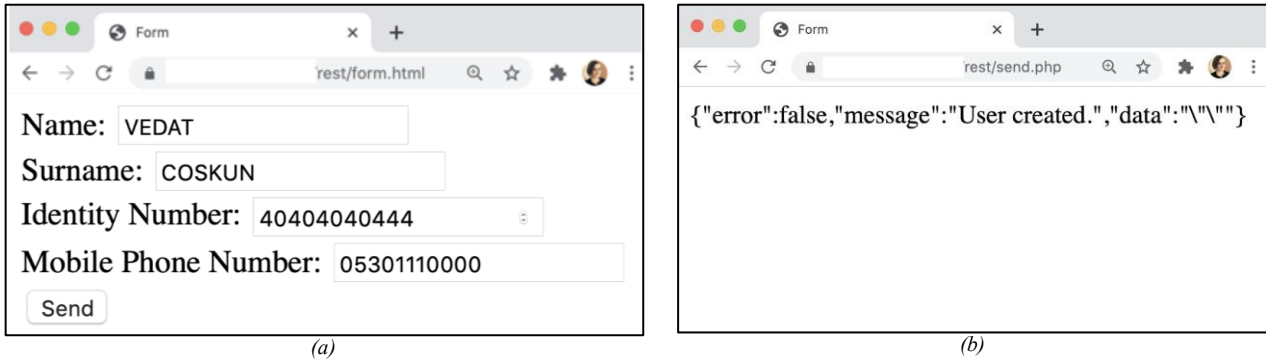 Form
rest/form.html
Name: VEDAT
Surname: COSKUN
Identity Number: 40404040444
Mobile Phone Number: 05301110000
Send
(a)
Form
rest/send.php
{"error":false,"message":"User created.","data":"\"\""}
(b)